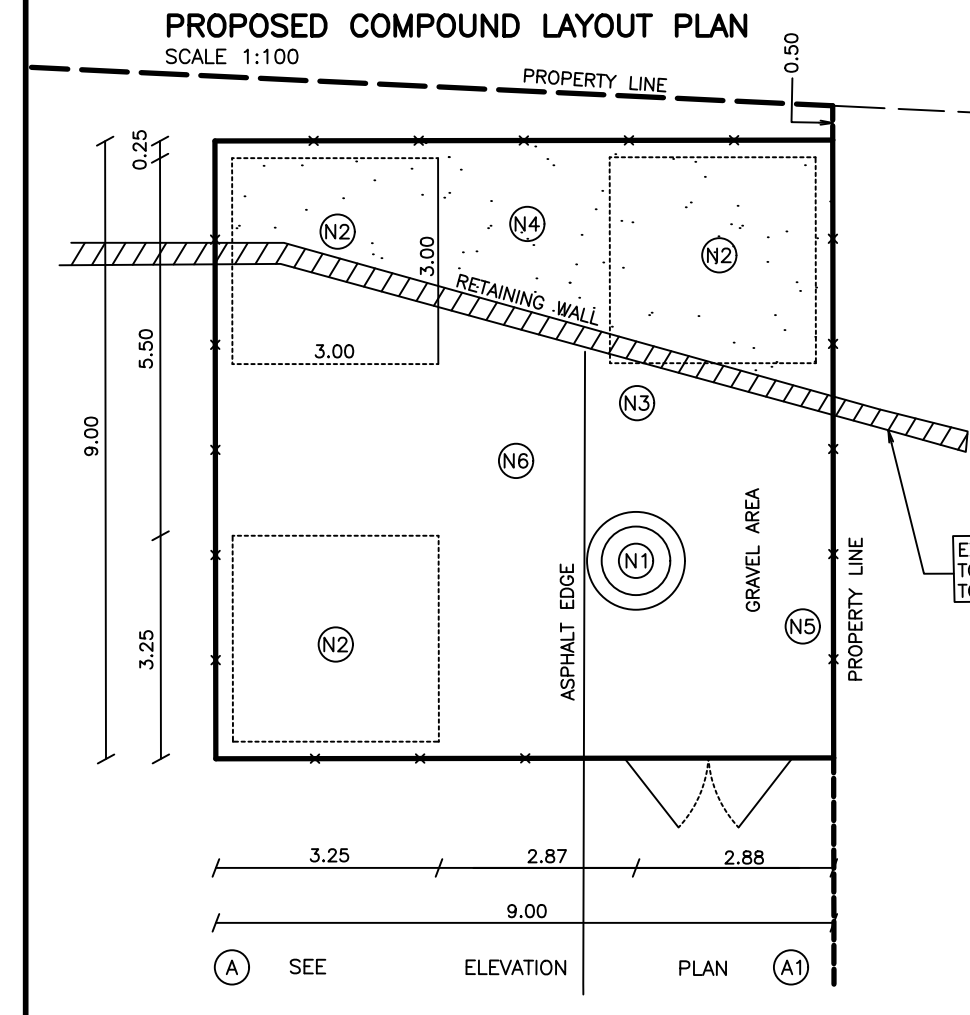 PROPOSED COMPOUND LAYOUT PLAN
SCALE 1:100
PROPERTY LINE
0.50
0.25
N2
N4
N2
3.00
RETAINING WALL
3.00
5.50
9.00
N3
N6
GRAVEL AREA
N1
ASPHALT EDGE
PROPERTY LINE
N5
N2
3.25
3.25
2.87
2.88
9.00
A SEE ELEVATION PLAN A1